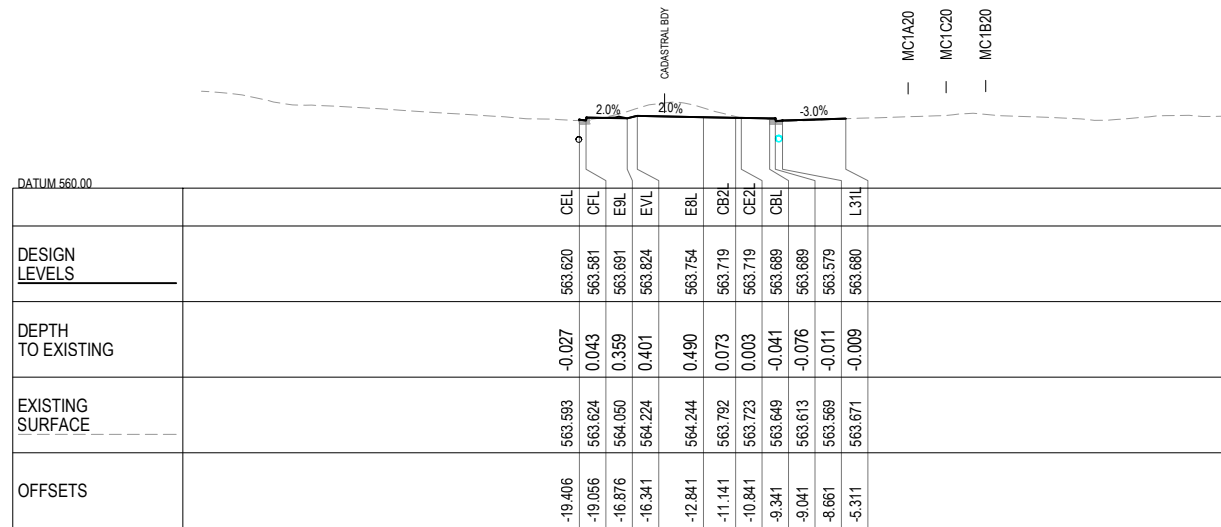 CADASTRAL BDY
MC1A20
MC1C20
MC1B20
2.0%
2.0%
-3.0%
DATUM 560.00
CEL CFL E9L EVL E8L CB2L CE2L CBL L31L
DESIGN
LEVELS
563.620 563.581 563.691 563.824 563.754 563.719 563.719 563.689 563.689 563.579 563.680
DEPTH
TO EXISTING
-0.027 0.043 0.359 0.401 0.490 0.073 0.003 -0.041 -0.076 -0.011 -0.009
EXISTING
SURFACE
563.593 563.624 564.050 564.224 564.244 563.792 563.723 563.649 563.613 563.569 563.671
OFFSETS
-19.406 -19.056 -16.876 -16.341 -12.841 -11.141 -10.841 -9.341 -9.041 -8.661 -5.311